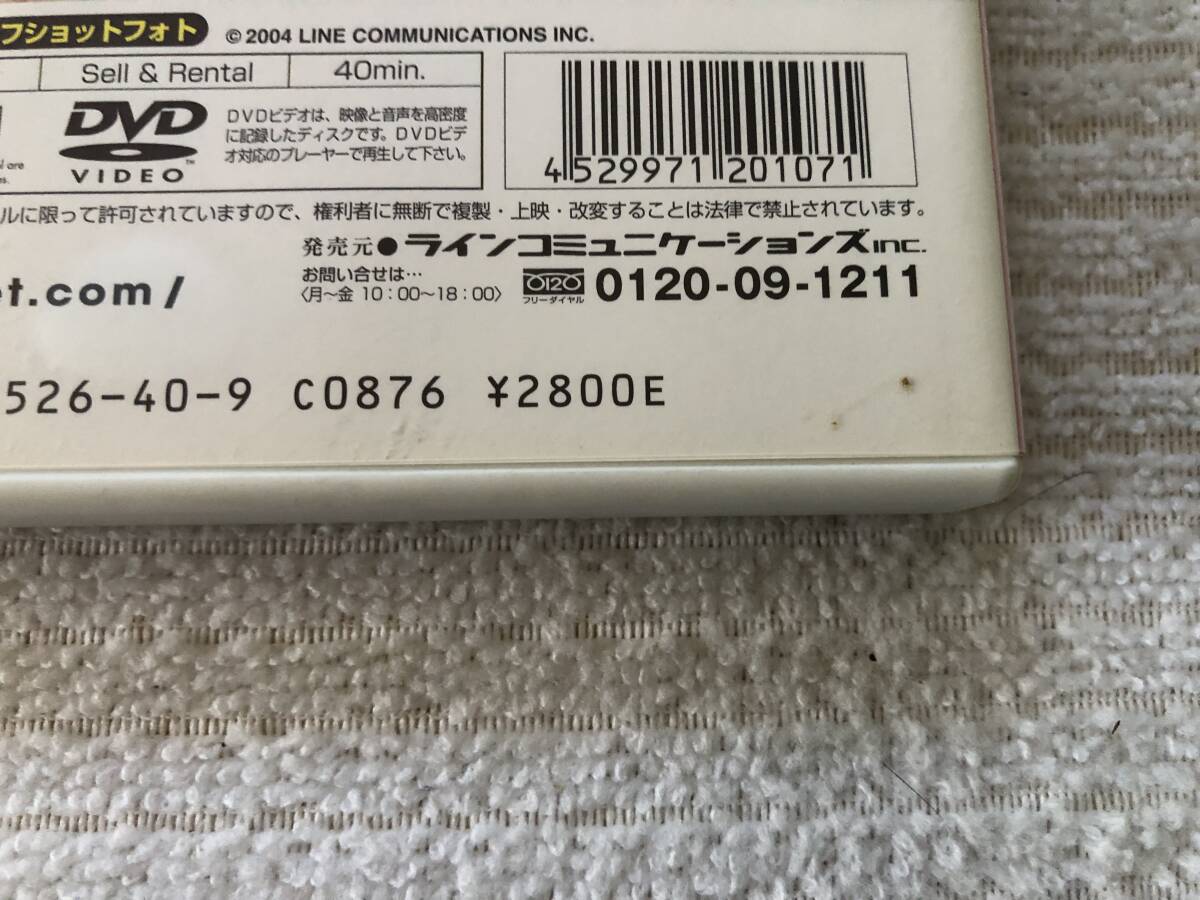 フショットフォト © 2004 LINE COMMUNICATIONS INC.
Sell & Rental 40min.
DVD VIDEO ™
DVDビデオは、映像と音声を高密度
に記録したディスクです。DVDビデ
オ対応のプレーヤーで再生して下さい。
4 529971 201071
ルに限って許可されていますので、権利者に無断で複製・上映・改変することは法律で禁止されています。
発売元●ラインコミュニケーションズINC.
et.com/
お問い合せは…
〈月〜金 10:00〜18:00〉
0120 フリーダイヤル 0120-09-1211
526-40-9 C0876 ¥2800E